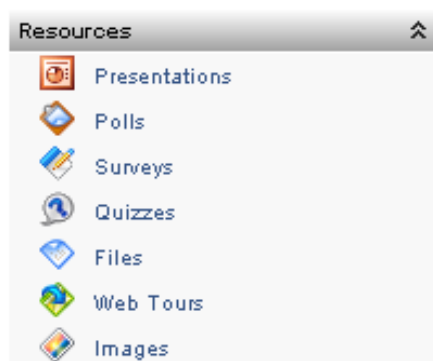 Resources
Presentations
Polls
Surveys
Quizzes
Files
Web Tours
Images